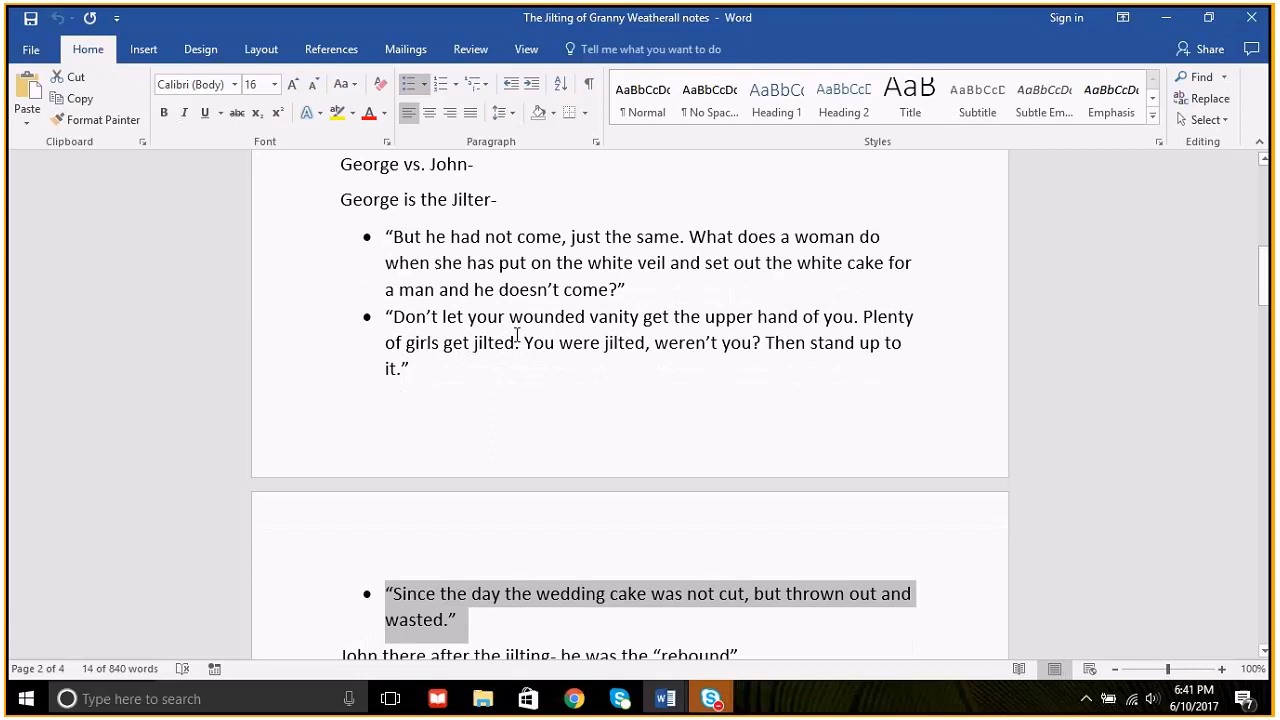 The Jilting of Granny Weatherall notes - Word
Sign in
File Home Insert Design Layout References Mailings Review View Tell me what you want to do Share
Paste
Cut
Copy
Format Painter
Clipboard
Calibri (Body) 16
Font
Paragraph
AaBbCcDc AaBbCcDc AaBbCc AaBbCcD AaB AaBbCcD AaBbCcDt AaBbCcDt
¶ Normal ¶ No Spac... Heading 1 Heading 2 Title Subtitle Subtle Em... Emphasis
Styles
Find
Replace
Select
Editing
George vs. John-
George is the Jilter-
• “But he had not come, just the same. What does a woman do
when she has put on the white veil and set out the white cake for
a man and he doesn’t come?”
• “Don’t let your wounded vanity get the upper hand of you. Plenty
of girls get jilted. You were jilted, weren’t you? Then stand up to
it.”
• “Since the day the wedding cake was not cut, but thrown out and
wasted.”
John there after the jilting- he was the “rebound”
Page 2 of 4 14 of 840 words 100%
Type here to search
6:41 PM
6/10/2017
7